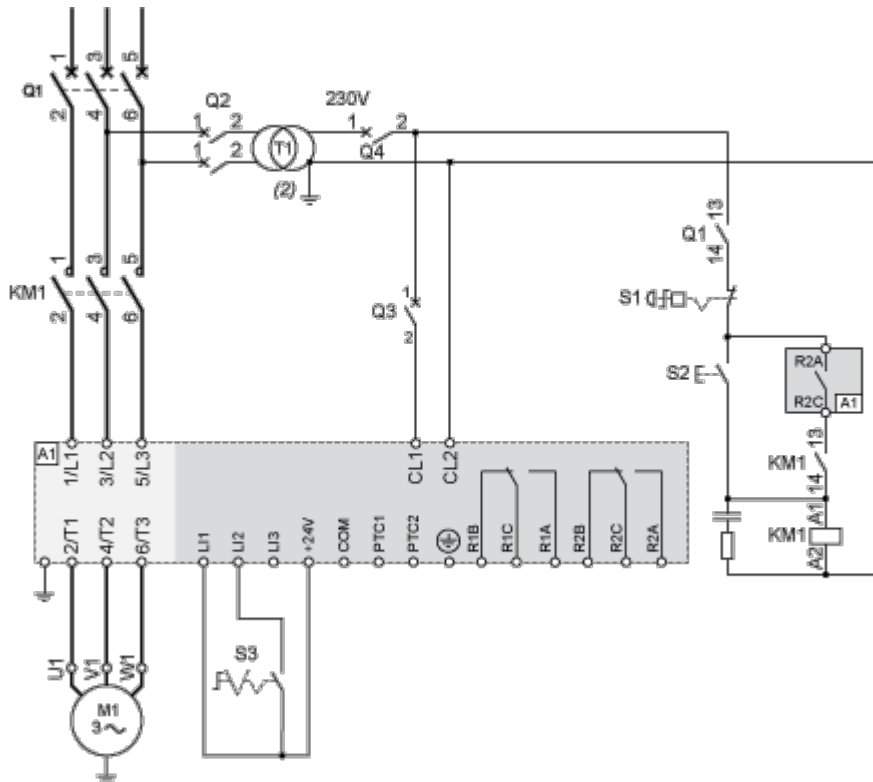 1 3 5
Q1
2 4 6
Q2
1 2
1 2
T1
(2)
230V
1 2
Q4
13
Q1
14
1 3 5
KM1
2 4 6
1
Q3
2
S1
S2
R2A
R2C
A1
13
KM1
14
A1
KM1
A2
A1
1/L1 3/L2 5/L3
CL1 CL2
2/T1 4/T2 6/T3
LI1 LI2 LI3 +24V COM PTC1 PTC2 R1B R1C R1A R2B R2C R2A
S3
U1 V1 W1
M1
3